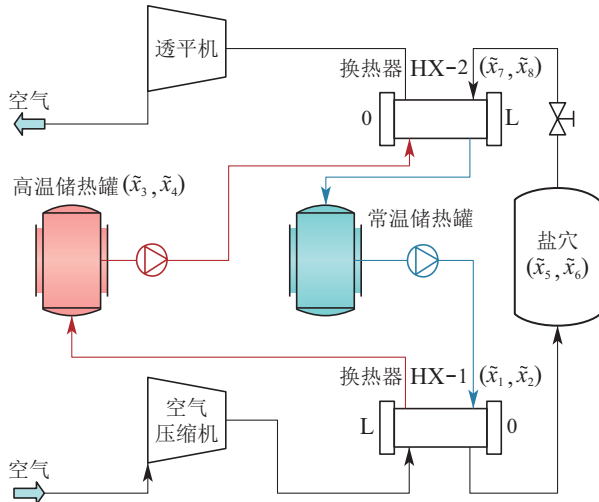 透平机
空气
换热器 HX-2 (x̃₇, x̃₈)
0
L
高温储热罐(x̃₃, x̃₄)
常温储热罐
盐穴
(x̃₅, x̃₆)
换热器 HX-1 (x̃₁, x̃₂)
空气
压缩机
L
0
空气